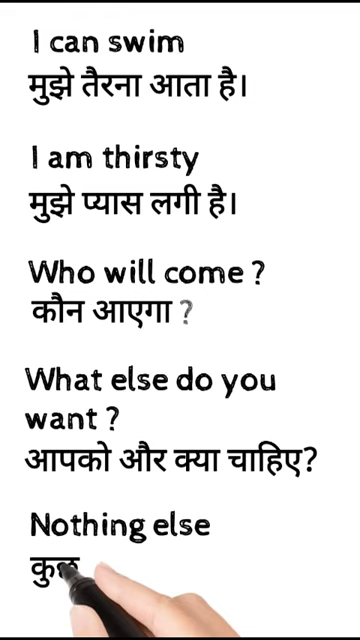 I can swim
मुझे तैरना आता है।
I am thirsty
मुझे प्यास लगी है।
Who will come ?
कौन आएगा ?
What else do you
want ?
आपको और क्या चाहिए?
Nothing else
कुछ